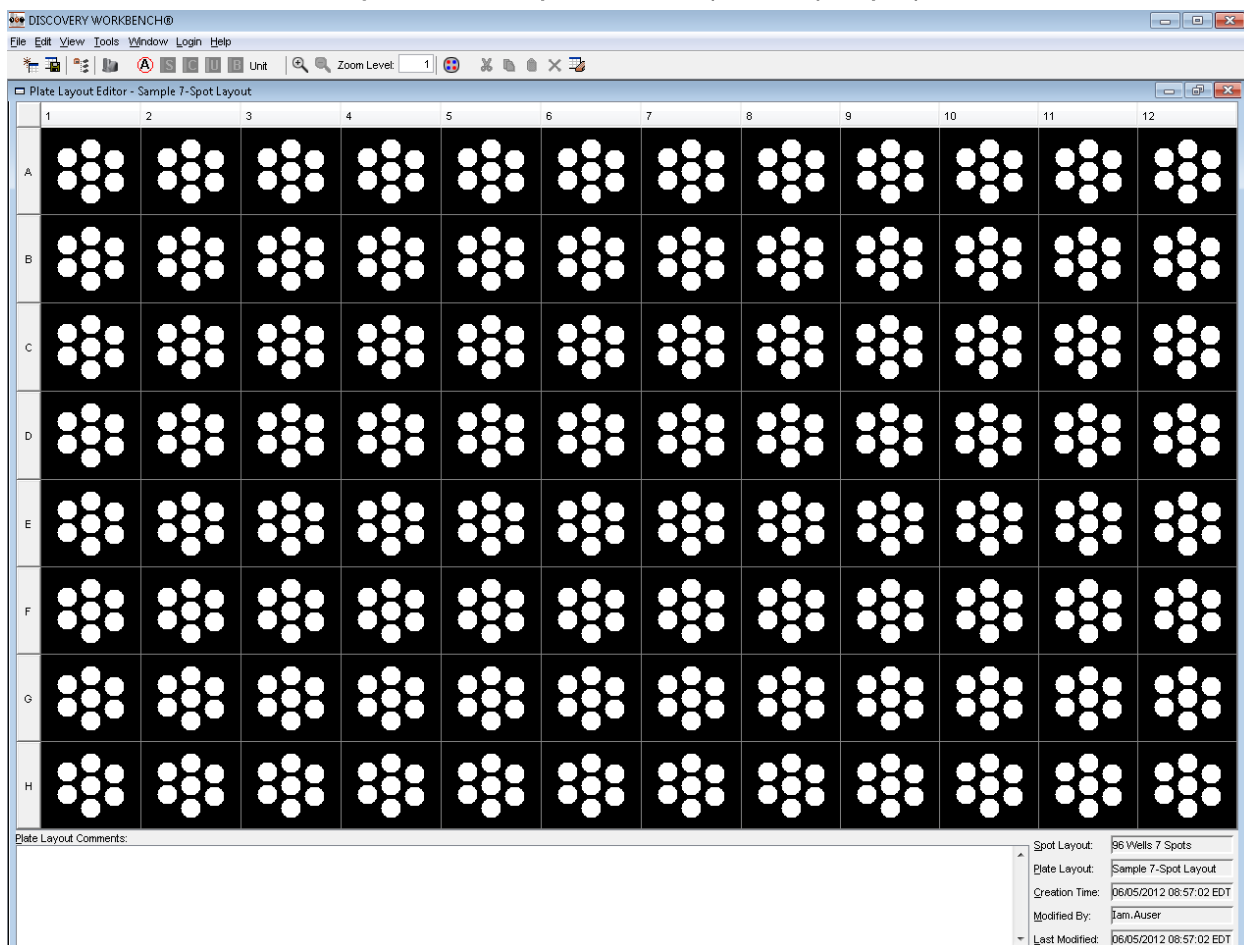 DISCOVERY WORKBENCH®
File Edit View Tools Window Login Help
A S C U B Unit Zoom Level: 1
Plate Layout Editor - Sample 7-Spot Layout
1 2 3 4 5 6 7 8 9 10 11 12
A
B
C
D
E
F
G
H
Plate Layout Comments:
Spot Layout: 96 Wells 7 Spots
Plate Layout: Sample 7-Spot Layout
Creation Time: 06/05/2012 08:57:02 EDT
Modified By: Iam.Auser
Last Modified: 06/05/2012 08:57:02 EDT